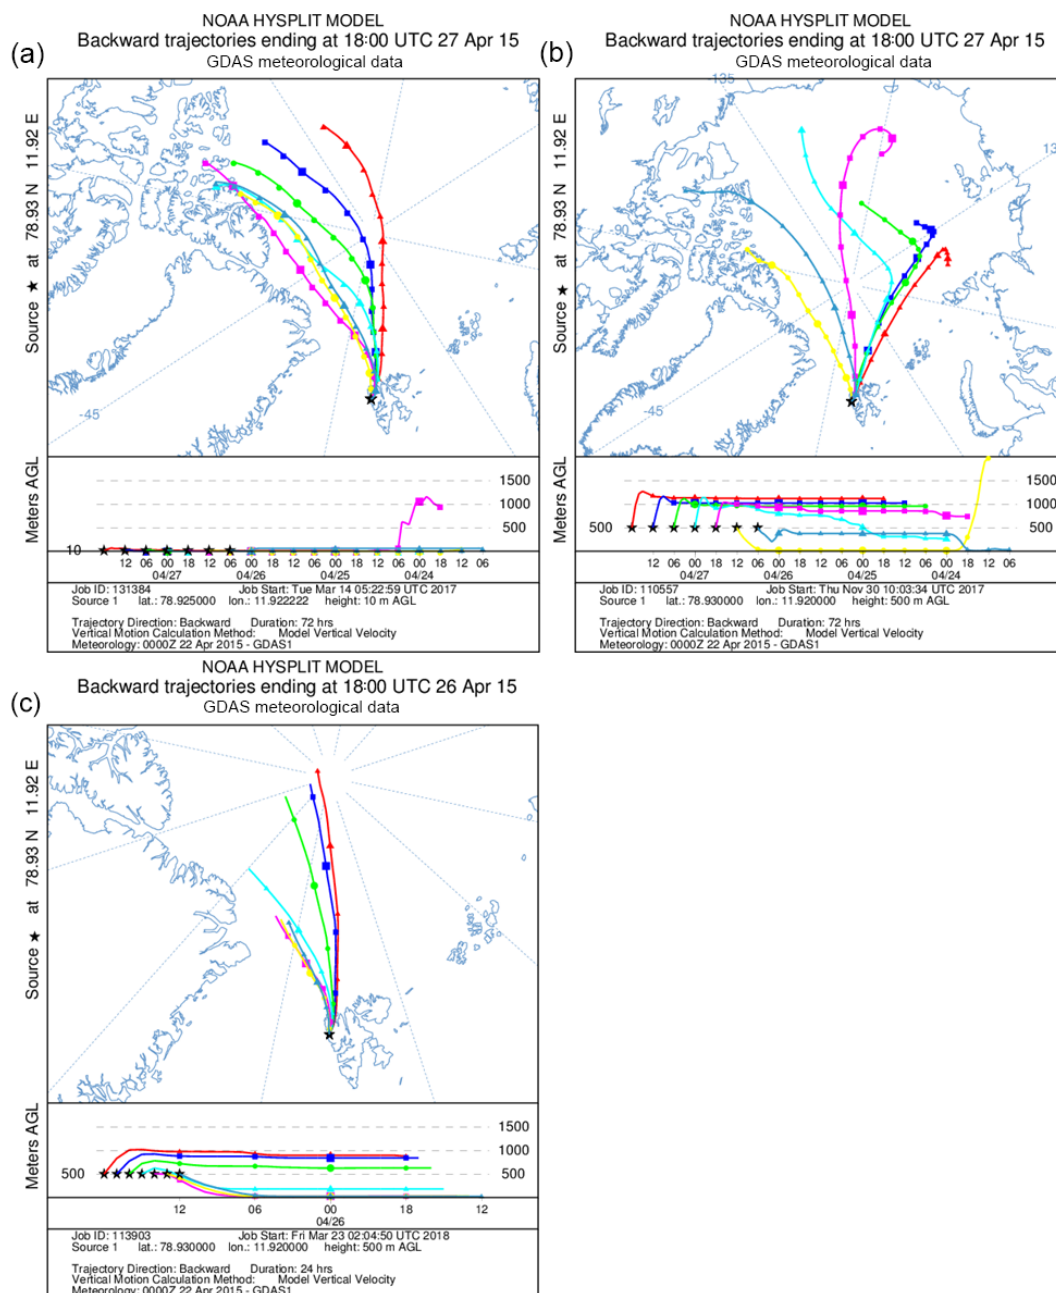 (a)
NOAA HYSPLIT MODEL
Backward trajectories ending at 18:00 UTC 27 Apr 15
GDAS meteorological data
Source ★ at 78.93 N 11.92 E
-45
Meters AGL
1500
1000
500
10
12 06 00 18 12 06 00 18 12 06 00 18 12 06
04/27 04/26 04/25 04/24
Job ID: 131384 Job Start: Tue Mar 14 05:22:59 UTC 2017
Source 1 lat.: 78.925000 lon.: 11.922222 height: 10 m AGL
Trajectory Direction: Backward Duration: 72 hrs
Vertical Motion Calculation Method: Model Vertical Velocity
Meteorology: 0000Z 22 Apr 2015 - GDAS1
(b)
NOAA HYSPLIT MODEL
Backward trajectories ending at 18:00 UTC 27 Apr 15
GDAS meteorological data
Source ★ at 78.93 N 11.92 E
-135
-90
-45
Meters AGL
1500
1000
500
500
12 06 00 18 12 06 00 18 12 06 00 18 12 06
04/27 04/26 04/25 04/24
Job ID: 110557 Job Start: Thu Nov 30 10:03:34 UTC 2017
Source 1 lat.: 78.930000 lon.: 11.920000 height: 500 m AGL
Trajectory Direction: Backward Duration: 72 hrs
Vertical Motion Calculation Method: Model Vertical Velocity
Meteorology: 0000Z 22 Apr 2015 - GDAS1
(c)
NOAA HYSPLIT MODEL
Backward trajectories ending at 18:00 UTC 26 Apr 15
GDAS meteorological data
Source ★ at 78.93 N 11.92 E
Meters AGL
1500
1000
500
500
12 06 00 18 12
04/26
Job ID: 113903 Job Start: Fri Mar 23 02:04:50 UTC 2018
Source 1 lat.: 78.930000 lon.: 11.920000 height: 500 m AGL
Trajectory Direction: Backward Duration: 24 hrs
Vertical Motion Calculation Method: Model Vertical Velocity
Meteorology: 0000Z 22 Apr 2015 - GDAS1